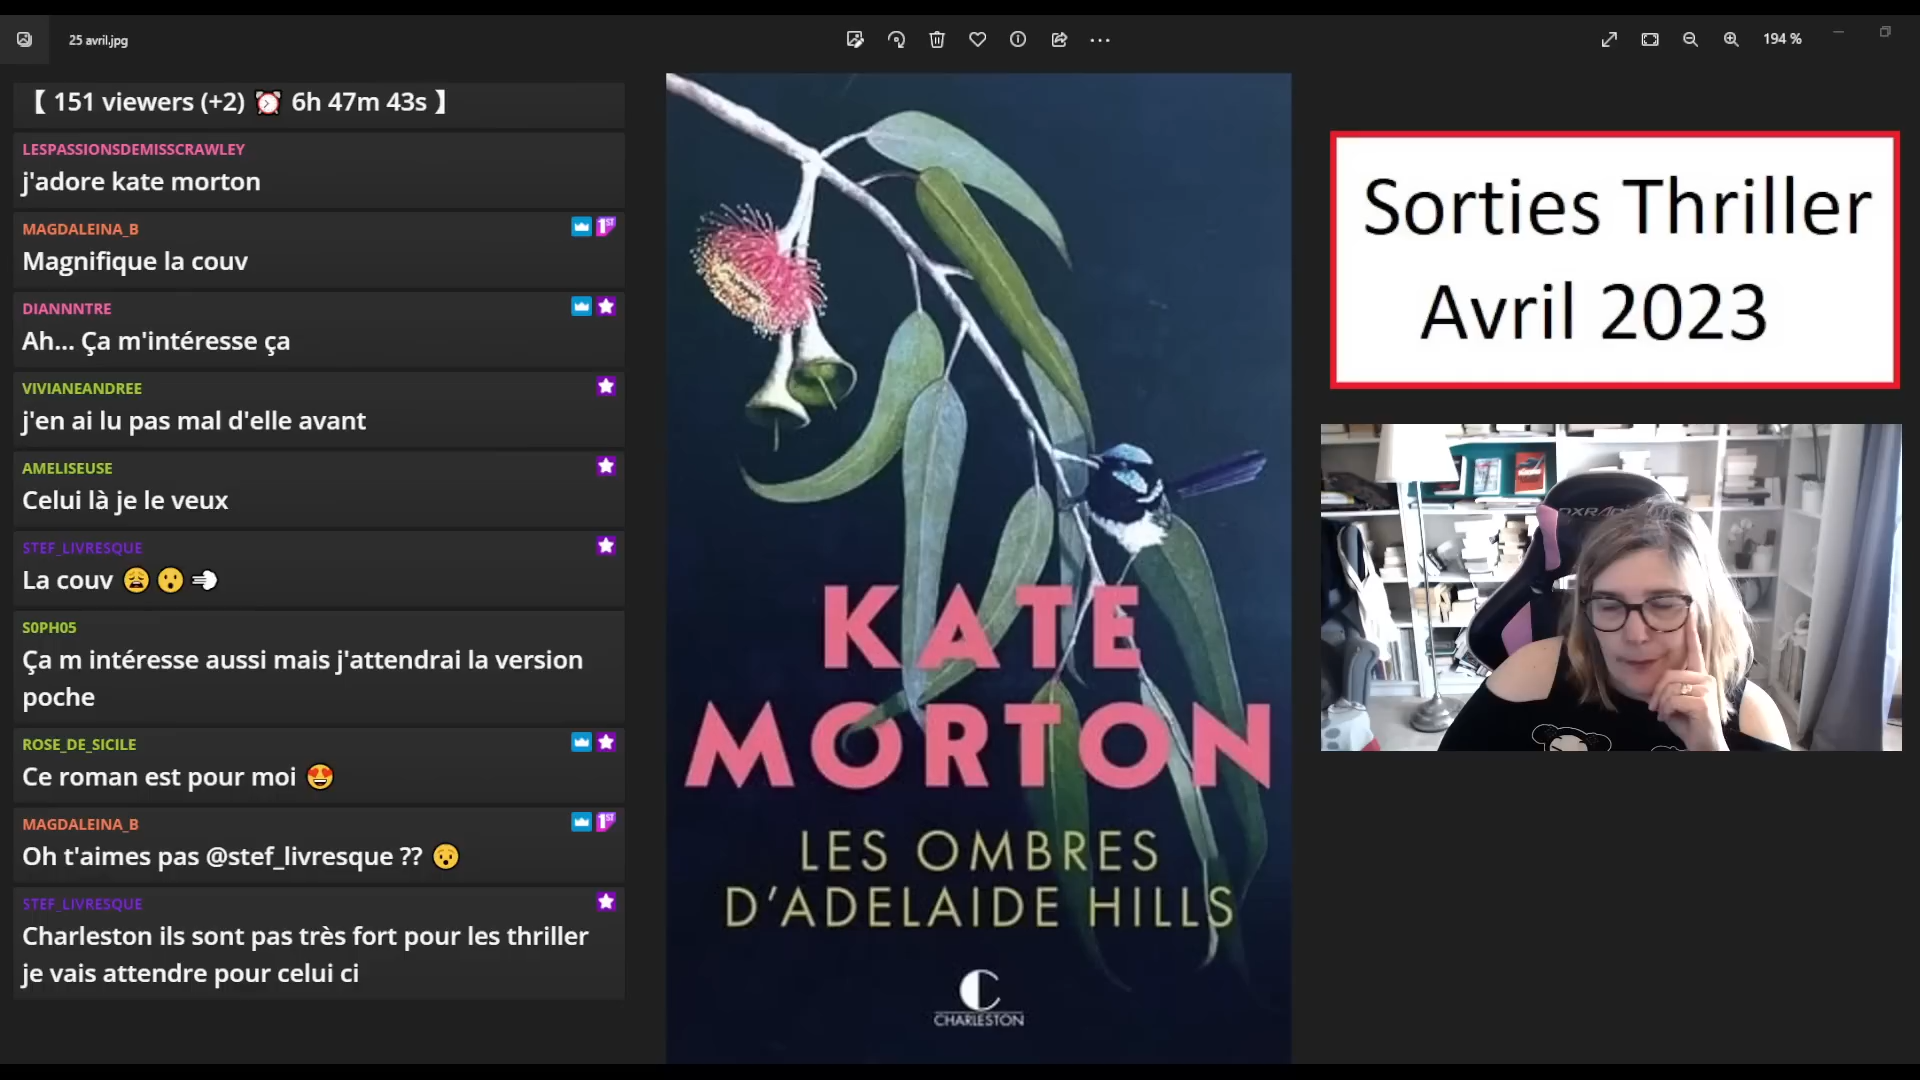 25 avril.jpg
194 %
【 151 viewers (+2) ⏰ 6h 47m 43s 】
LESPASSIONSDEMISSCRAWLEY
j'adore kate morton
MAGDALEINA_B
Magnifique la couv
DIANNNTRE
Ah... Ça m'intéresse ça
VIVIANEANDREE
j'en ai lu pas mal d'elle avant
AMELISEUSE
Celui là je le veux
STEF_LIVRESQUE
La couv 😩 😮 💨
S0PH05
Ça m intéresse aussi mais j'attendrai la version
poche
ROSE_DE_SICILE
Ce roman est pour moi 😍
MAGDALEINA_B
Oh t'aimes pas @stef_livresque ?? 😯
STEF_LIVRESQUE
Charleston ils sont pas très fort pour les thriller
je vais attendre pour celui ci
KATE
MORTON
LES OMBRES
D'ADELAIDE HILLS
C
CHARLESTON
Sorties Thriller
Avril 2023